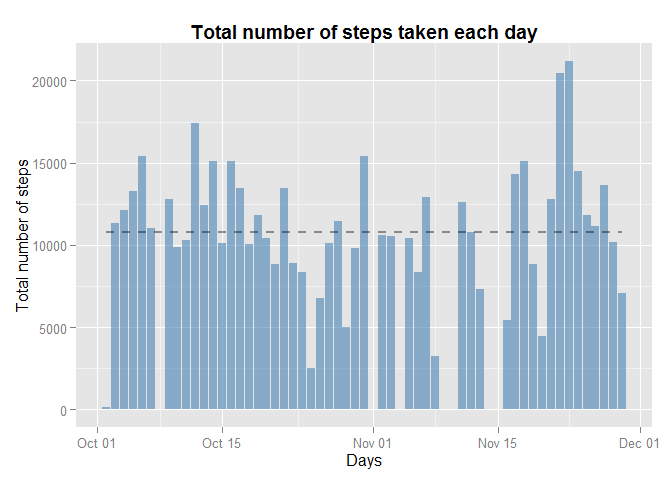 Total number of steps taken each day
Total number of steps
20000
15000
10000
5000
0
Oct 01
Oct 15
Nov 01
Nov 15
Dec 01
Days